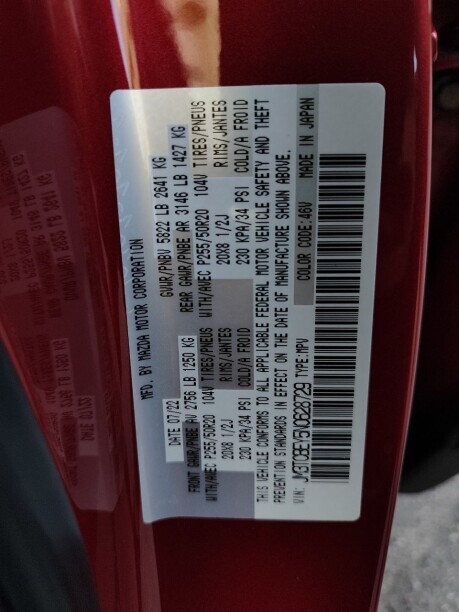 MFD. BY MAZDA MOTOR CORPORATION
DATE 07/22 GVWR/PNBV 5822 LB 2641 KG
FRONT GAWR/PNBE AV 2756 LB 1250 KG REAR GAWR/PNBE AR 3146 LB 1427 KG
WITH/AVEC P255/50R20 104V TIRES/PNEUS WITH/AVEC P255/50R20 104V TIRES/PNEUS
20X8 1/2J RIMS/JANTES 20X8 1/2J RIMS/JANTES
230 KPA/34 PSI COLD/A FROID 230 KPA/34 PSI COLD/A FROID
THIS VEHICLE CONFORMS TO ALL APPLICABLE FEDERAL MOTOR VEHICLE SAFETY AND THEFT
PREVENTION STANDARDS IN EFFECT ON THE DATE OF MANUFACTURE SHOWN ABOVE.
VIN: JM3TCBEY5N0628729 TYPE:MPV COLOR CODE:46V MADE IN JAPAN